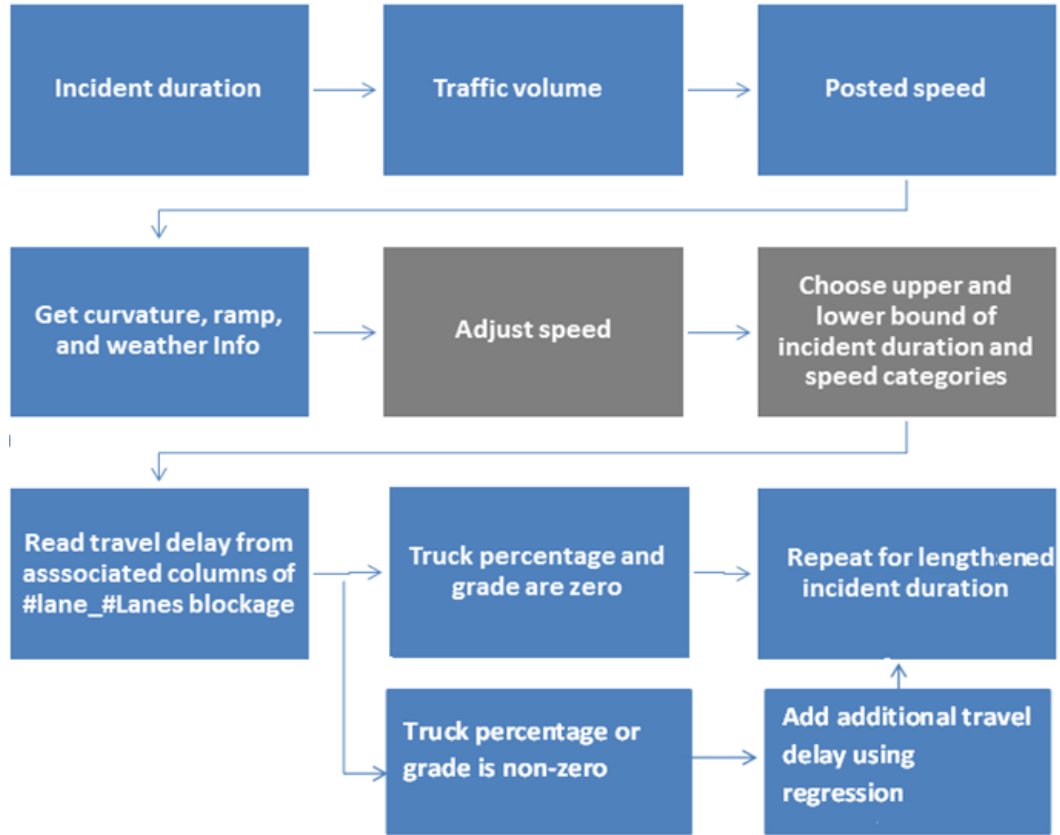 Incident duration
Traffic volume
Posted speed
Get curvature, ramp,
and weather Info
Adjust speed
Choose upper and
lower bound of
incident duration and
speed categories
Read travel delay from
asssociated columns of
#lane_#Lanes blockage
Truck percentage and
grade are zero
Repeat for lengthened
incident duration
Truck percentage or
grade is non-zero
Add additional travel
delay using
regression